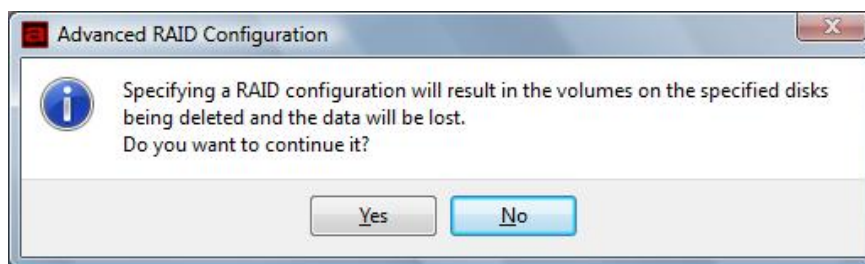 Advanced RAID Configuration
Specifying a RAID configuration will result in the volumes on the specified disks
being deleted and the data will be lost.
Do you want to continue it?
Yes
No